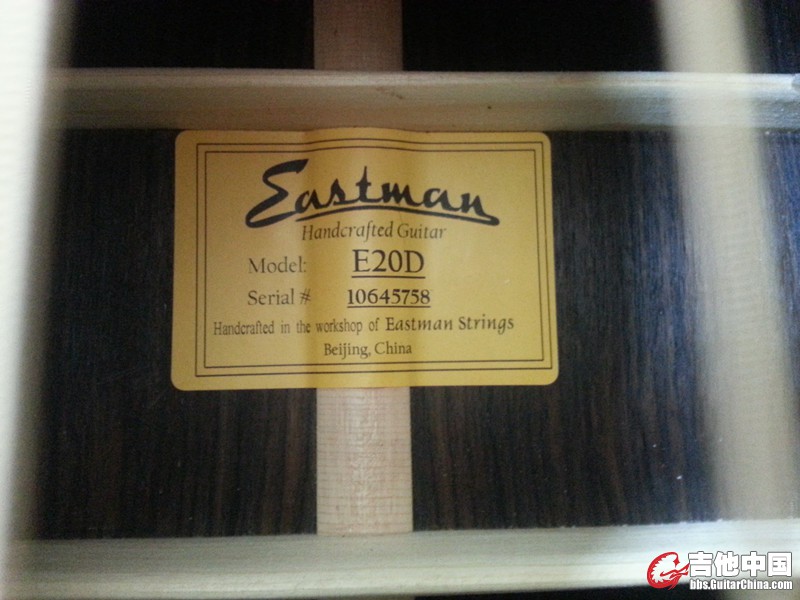 Eastman
Handcrafted Guitar
Model: E20D
Serial # 10645758
Handcrafted in the workshop of Eastman Strings
Beijing, China
吉他中国
bbs.GuitarChina.com